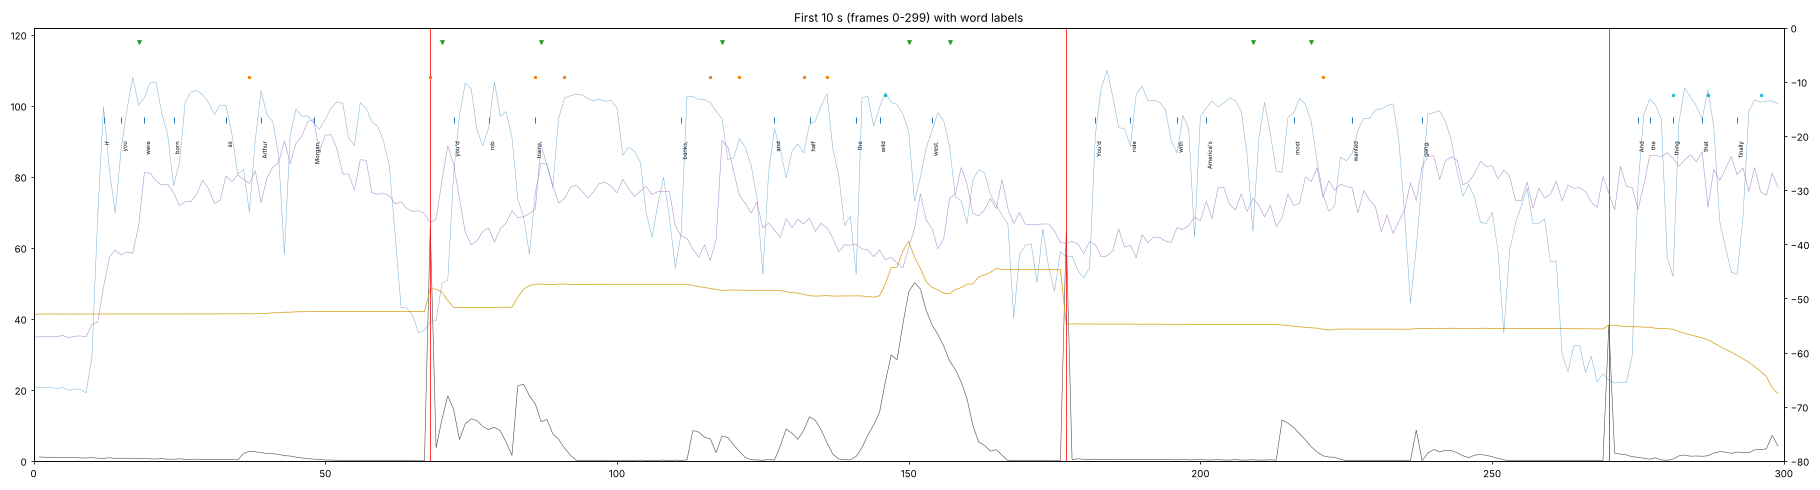 First 10 s (frames 0-299) with word labels
120
100
80
60
40
20
0
0
−10
−20
−30
−40
−50
−60
−70
−80
If
you
were
born
as
Arthur
Morgan,
you'd
rob
trains,
banks,
and
half
the
wild
west.
You'd
ride
with
America's
most
wanted
gang.
And
the
thing
that
finally
0
50
100
150
200
250
300